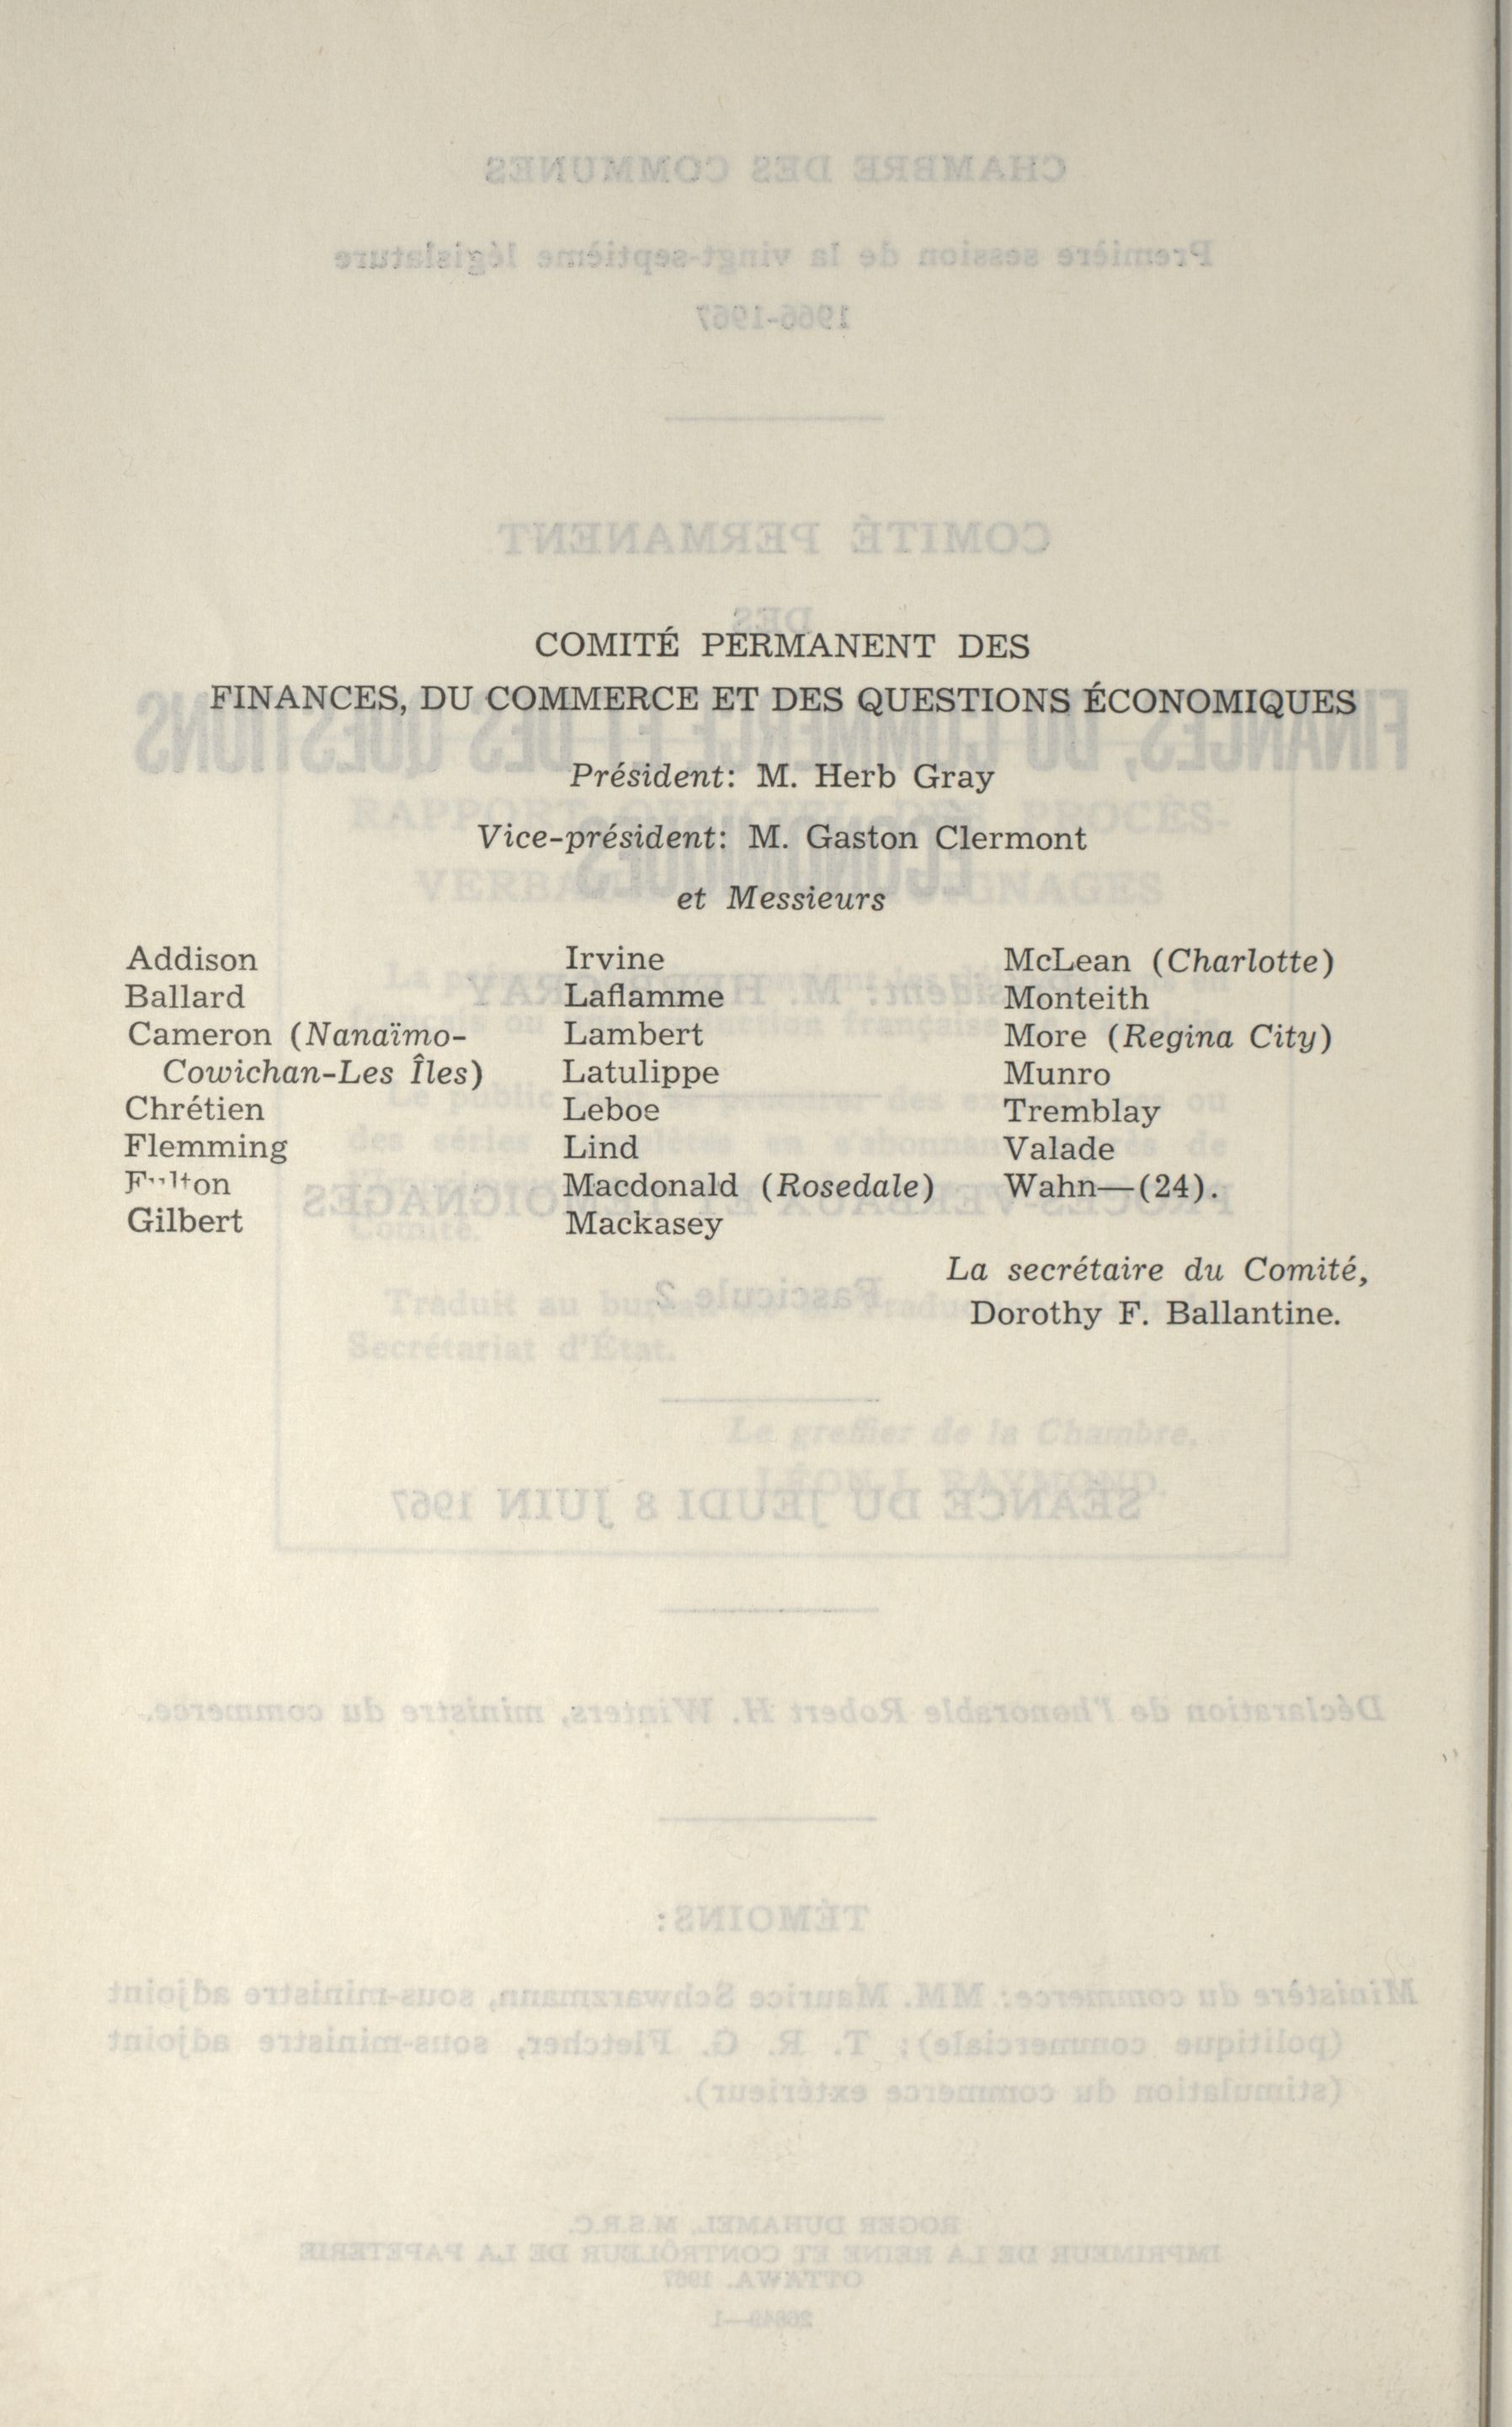 COMITÉ PERMANENT DES
FINANCES, DU COMMERCE ET DES QUESTIONS ÉCONOMIQUES
Président: M. Herb Gray
Vice-président: M. Gaston Clermont
et Messieurs
Addison
Ballard
Cameron (Nanaïmo-
Cowichan-Les Îles)
Chrétien
Flemming
Fulton
Gilbert
Irvine
Laflamme
Lambert
Latulippe
Leboe
Lind
Macdonald (Rosedale)
Mackasey
McLean (Charlotte)
Monteith
More (Regina City)
Munro
Tremblay
Valade
Wahn—(24).
La secrétaire du Comité,
Dorothy F. Ballantine.